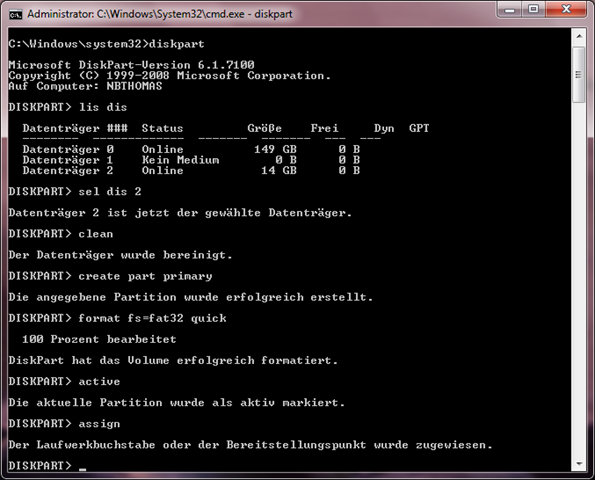 Administrator: C:\Windows\System32\cmd.exe - diskpart
C:\Windows\system32>diskpart
Microsoft DiskPart-Version 6.1.7100
Copyright (C) 1999-2008 Microsoft Corporation.
Auf Computer: NBTHOMAS
DISKPART> lis dis
Datenträger ###  Status         Größe    Frei     Dyn  GPT
---------------  -------------  -------  -------  ---  ---
Datenträger 0    Online          149 GB      0 B
Datenträger 1    Kein Medium       0 B      0 B
Datenträger 2    Online           14 GB      0 B
DISKPART> sel dis 2
Datenträger 2 ist jetzt der gewählte Datenträger.
DISKPART> clean
Der Datenträger wurde bereinigt.
DISKPART> create part primary
Die angegebene Partition wurde erfolgreich erstellt.
DISKPART> format fs=fat32 quick
100 Prozent bearbeitet
DiskPart hat das Volume erfolgreich formatiert.
DISKPART> active
Die aktuelle Partition wurde als aktiv markiert.
DISKPART> assign
Der Laufwerkbuchstabe oder der Bereitstellungspunkt wurde zugewiesen.
DISKPART> _